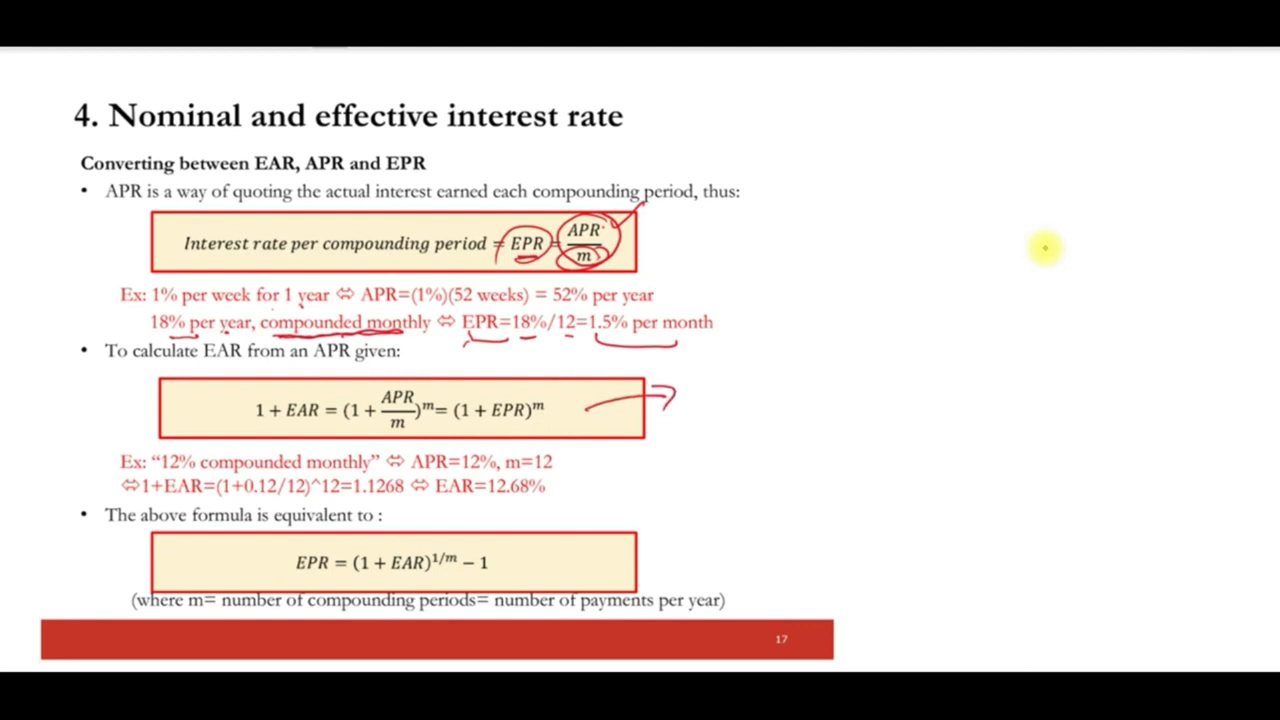 4. Nominal and effective interest rate
Converting between EAR, APR and EPR
• APR is a way of quoting the actual interest earned each compounding period, thus:
Interest rate per compounding period = EPR = APR/m
Ex: 1% per week for 1 year ⇔ APR=(1%)(52 weeks) = 52% per year
18% per year, compounded monthly ⇔ EPR=18%/12=1.5% per month
• To calculate EAR from an APR given:
1 + EAR = (1 + APR/m)^m = (1 + EPR)^m
Ex: “12% compounded monthly” ⇔ APR=12%, m=12
⇔1+EAR=(1+0.12/12)^12=1.1268 ⇔ EAR=12.68%
• The above formula is equivalent to :
EPR = (1 + EAR)^1/m − 1
(where m= number of compounding periods= number of payments per year)
17